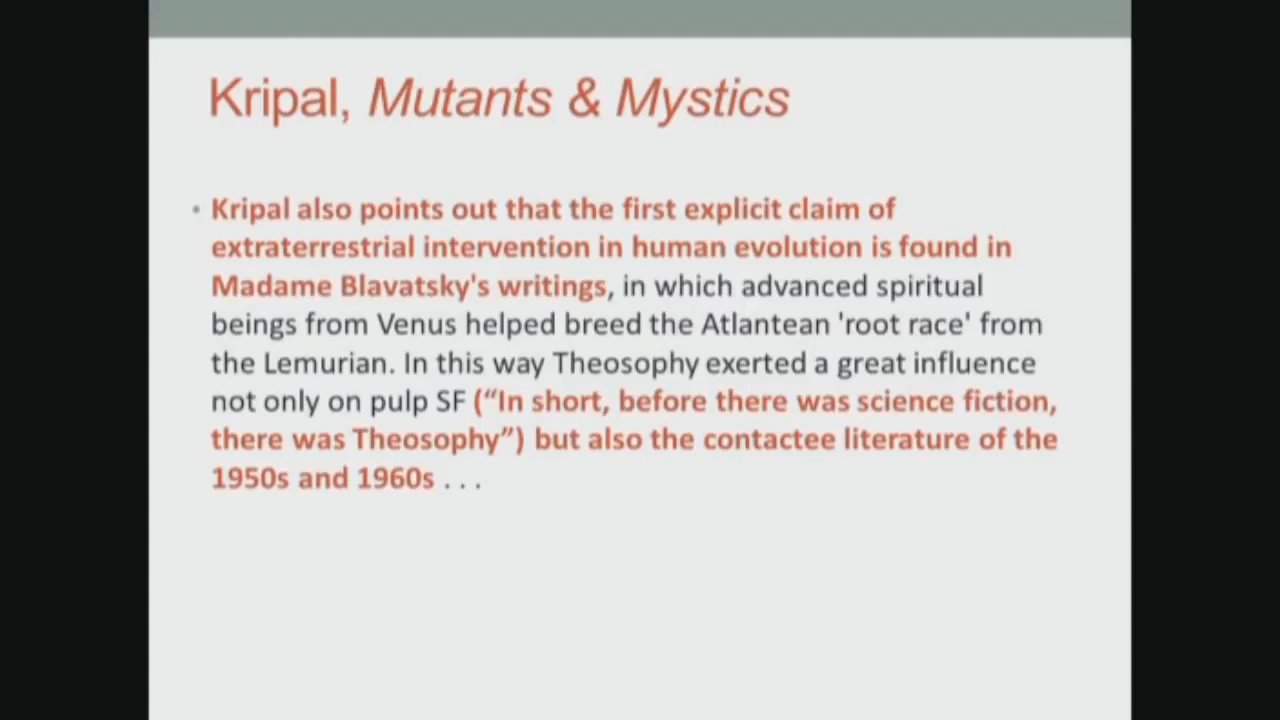 Kripal, Mutants & Mystics
• Kripal also points out that the first explicit claim of
extraterrestrial intervention in human evolution is found in
Madame Blavatsky's writings, in which advanced spiritual
beings from Venus helped breed the Atlantean 'root race' from
the Lemurian. In this way Theosophy exerted a great influence
not only on pulp SF (“In short, before there was science fiction,
there was Theosophy”) but also the contactee literature of the
1950s and 1960s . . .